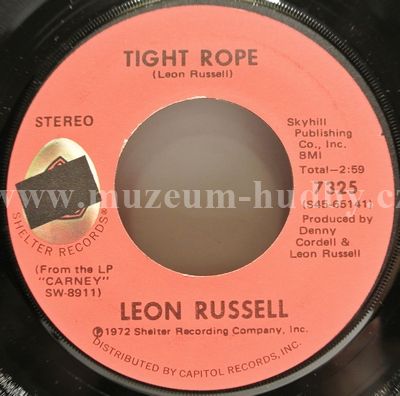 TIGHT ROPE
(Leon Russell)
STEREO
Skyhill
Publishing
Co., Inc.
BMI
Total-2:59
7325
(S45-65141)
Produced by
Denny
Cordell &
Leon Russell
SHELTER RECORDS®
(From the LP
"CARNEY"
SW-8911)
LEON RUSSELL
℗1972 Shelter Recording Company, Inc.
DISTRIBUTED BY CAPITOL RECORDS, INC.
www.muzeum-hudby.cz